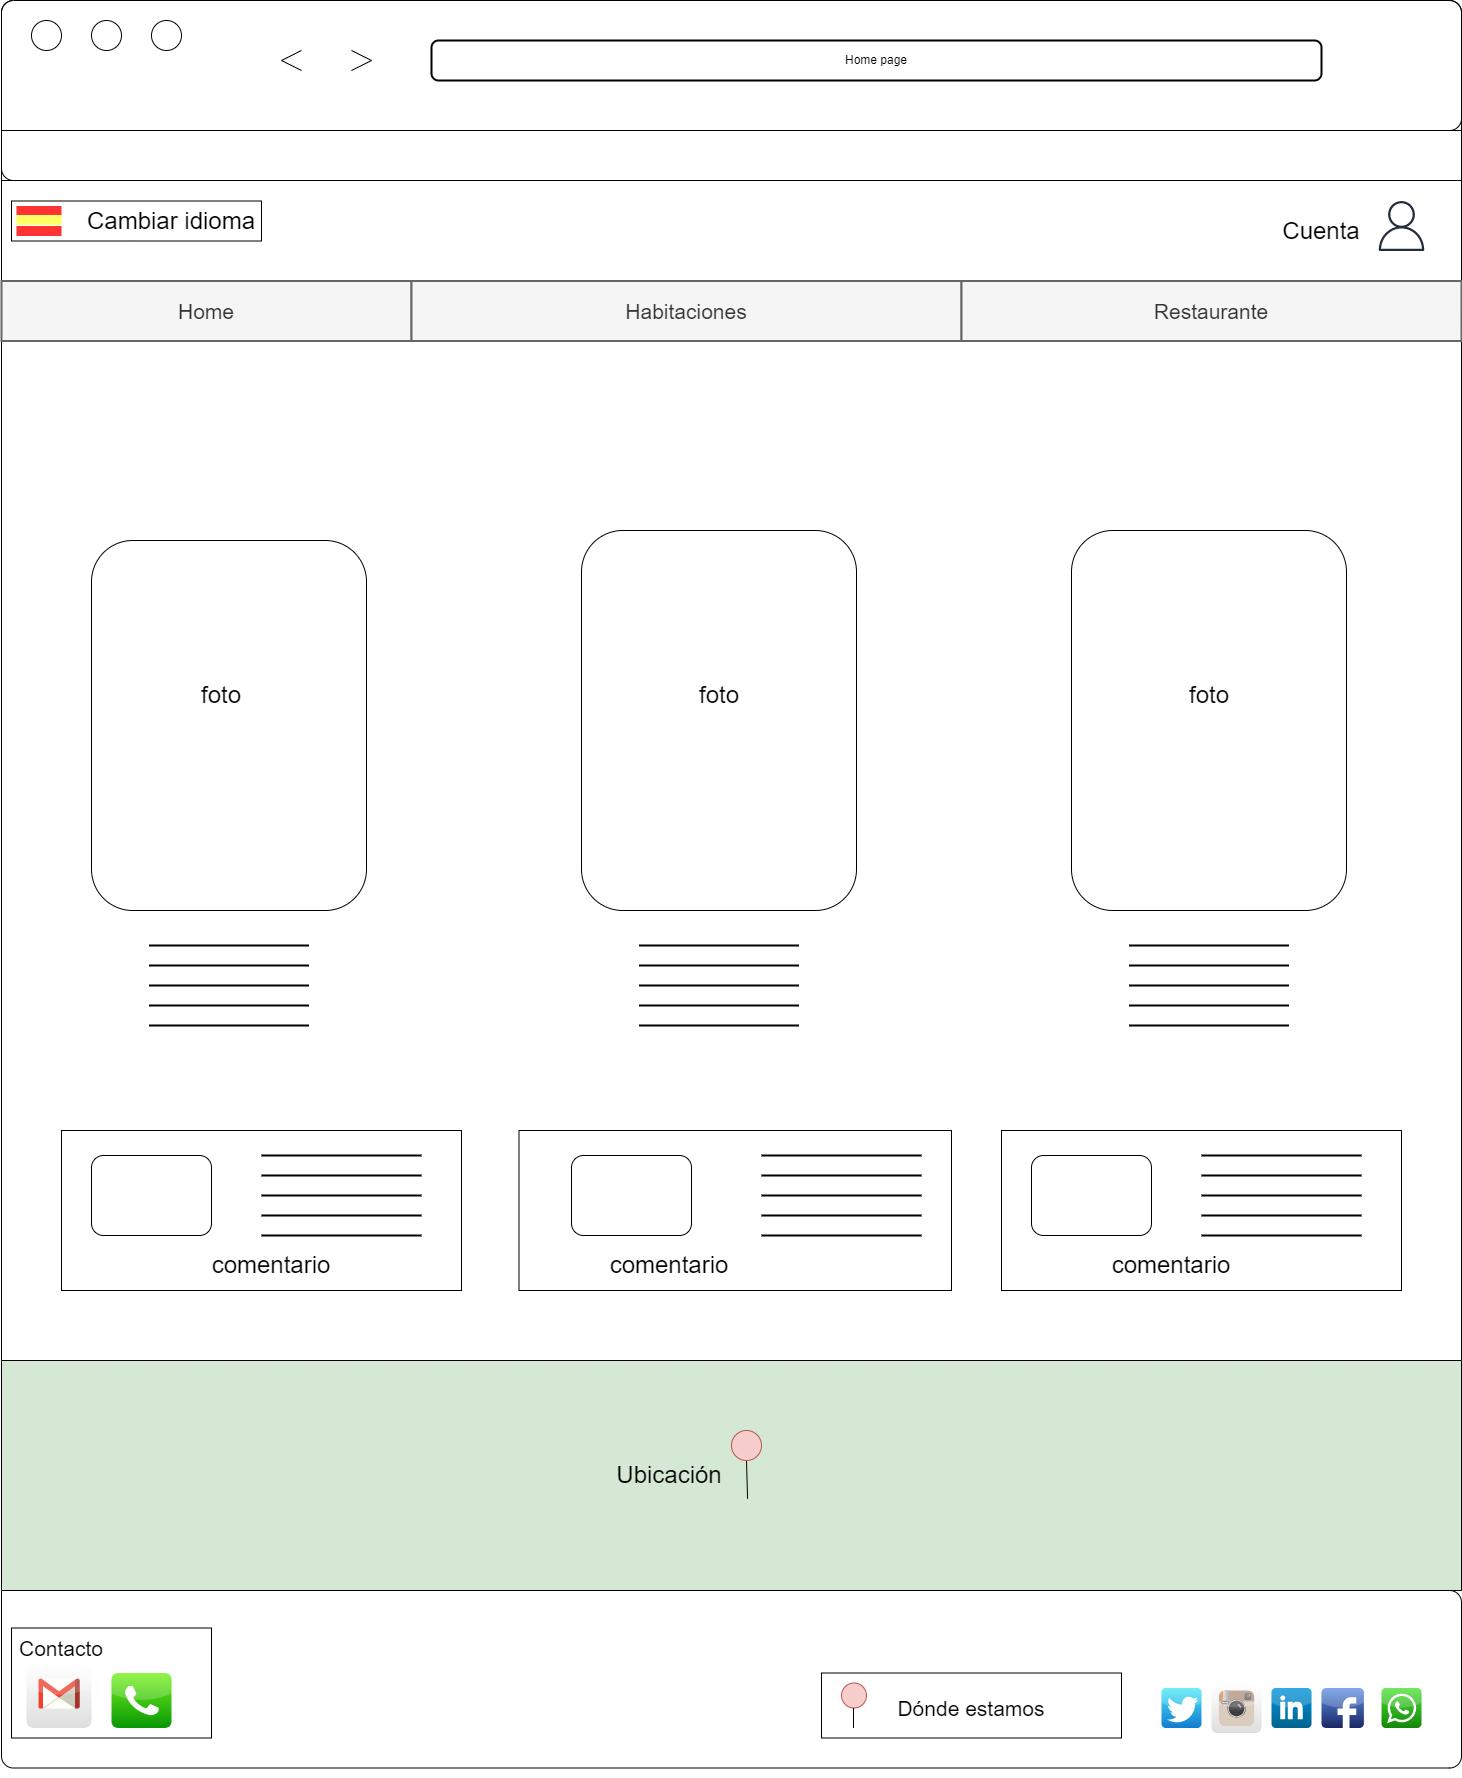 Home page
Cambiar idioma
Cuenta
Home
Habitaciones
Restaurante
foto
foto
foto
comentario
comentario
comentario
Ubicación
Contacto
Dónde estamos
in